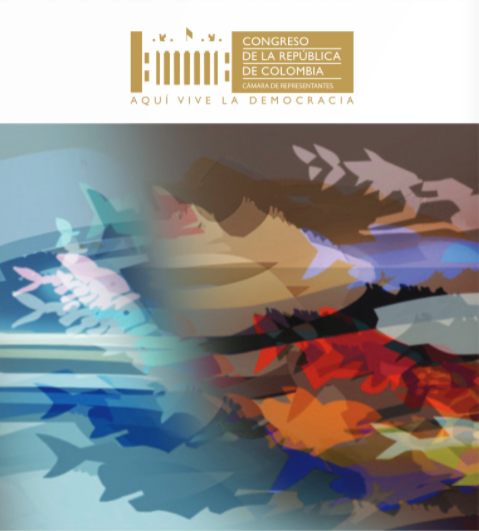 CONGRESO
DE LA REPÚBLICA
DE COLOMBIA
CÁMARA DE REPRESENTANTES
AQUÍ VIVE LA DEMOCRACIA